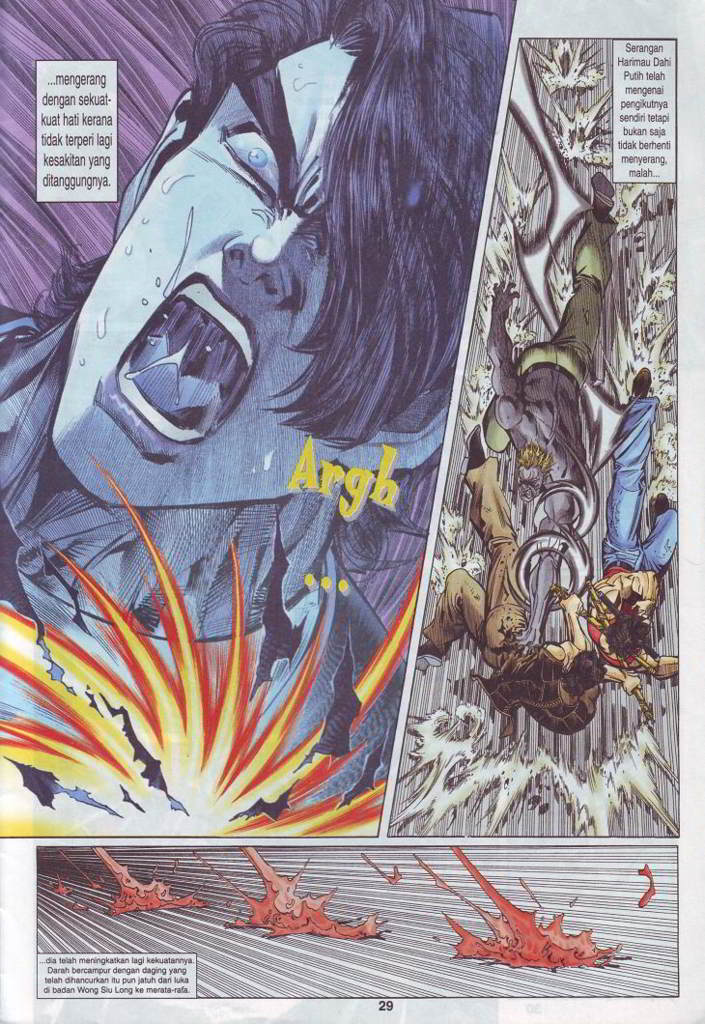 ...mengerang
dengan sekuat-
kuat hati kerana
tidak terperi lagi
kesakitan yang
ditanggungnya.
Serangan
Harimau Dahi
Putih telah
mengenai
pengikutnya
sendiri tetapi
bukan saja
tidak berhenti
menyerang,
malah...
Argh
...
...dia telah meningkatkan lagi kekuatannya.
Darah bercampur dengan daging yang
telah dihancurkan itu pun jatuh dari luka
di badan Wong Siu Long ke merata-rafa.
29